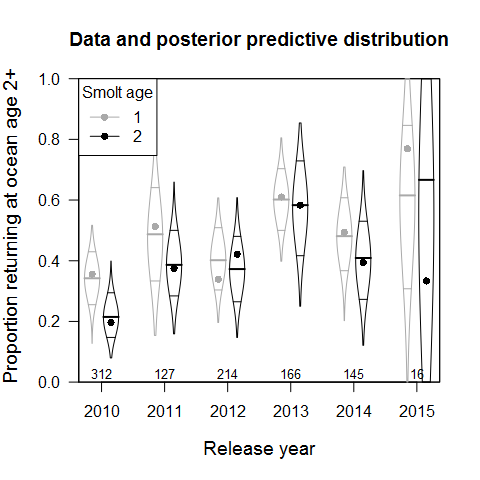 Data and posterior predictive distribution
Proportion returning at ocean age 2+
1.0
0.8
0.6
0.4
0.2
0.0
Smolt age
1
2
312 127 214 166 145 16
2010 2011 2012 2013 2014 2015
Release year